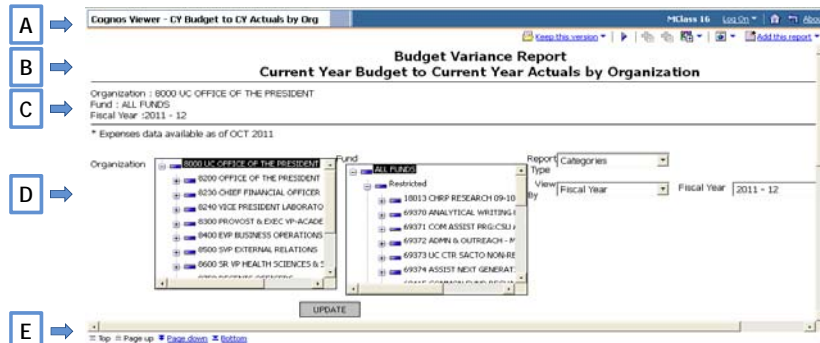 A
Cognos Viewer - CY Budget to CY Actuals by Org
MClass 16 Log On
Keep this version Add this report
B
Budget Variance Report
Current Year Budget to Current Year Actuals by Organization
C
Organization : 8000 UC OFFICE OF THE PRESIDENT
Fund : ALL FUNDS
Fiscal Year :2011 - 12
* Expenses data available as of OCT 2011
D
Organization
8000 UC OFFICE OF THE PRESIDENT
8200 OFFICE OF THE PRESIDENT
8230 CHIEF FINANCIAL OFFICER
8240 VICE PRESIDENT LABORATO
8300 PROVOST & EXEC VP-ACADE
8400 EVP BUSINESS OPERATIONS
8500 SVP EXTERNAL RELATIONS
8600 SR VP HEALTH SCIENCES & S
Fund
ALL FUNDS
Restricted
18013 CHRP RESEARCH 09-10
69370 ANALYTICAL WRITING
69371 COM ASSIST PRG:CSU
69372 ADMN & OUTREACH - M
69373 UC CTR SACTO NON-RE
69374 ASSIST NEXT GENERAT
Report Type
Categories
View By
Fiscal Year
Fiscal Year
2011 - 12
UPDATE
E
Top Page up Page down Bottom